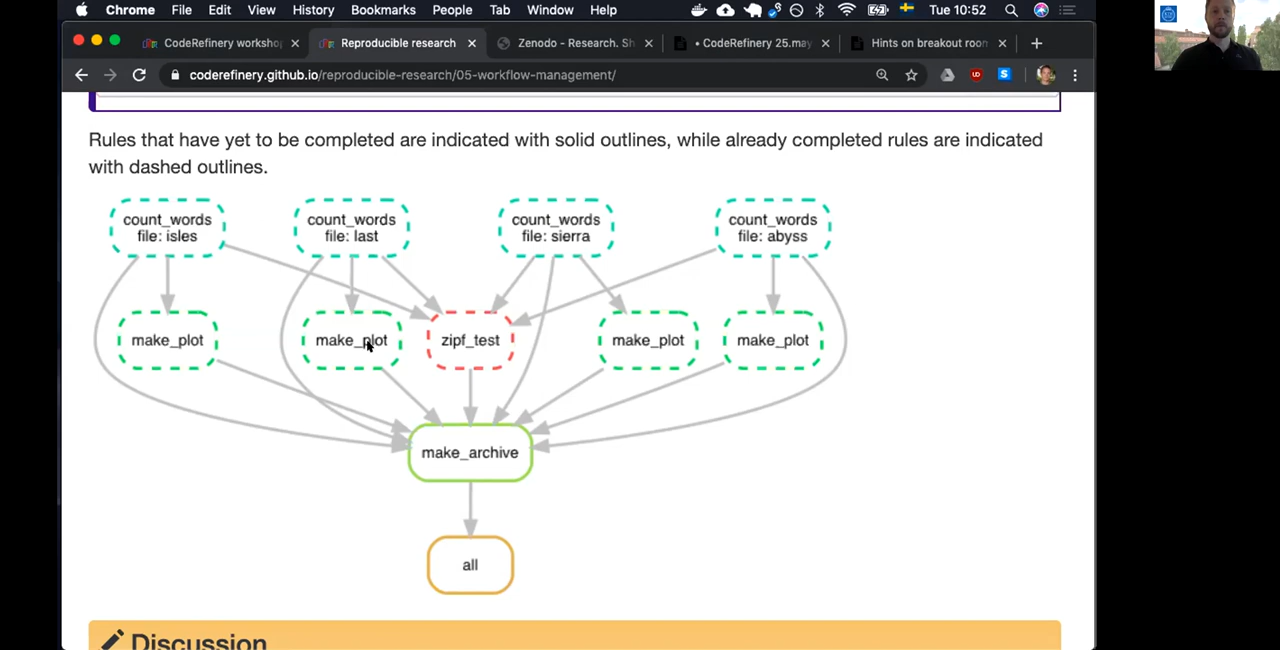 Chrome File Edit View History Bookmarks People Tab Window Help Tue 10:52
CodeRefinery worksho
Reproducible research
Zenodo - Research. Sh
• CodeRefinery 25.may
Hints on breakout room
coderefinery.github.io/reproducible-research/05-workflow-management/
Rules that have yet to be completed are indicated with solid outlines, while already completed rules are indicated
with dashed outlines.
count_words
file: isles
count_words
file: last
count_words
file: sierra
count_words
file: abyss
make_plot
make_plot
zipf_test
make_plot
make_plot
make_archive
all
Discussion